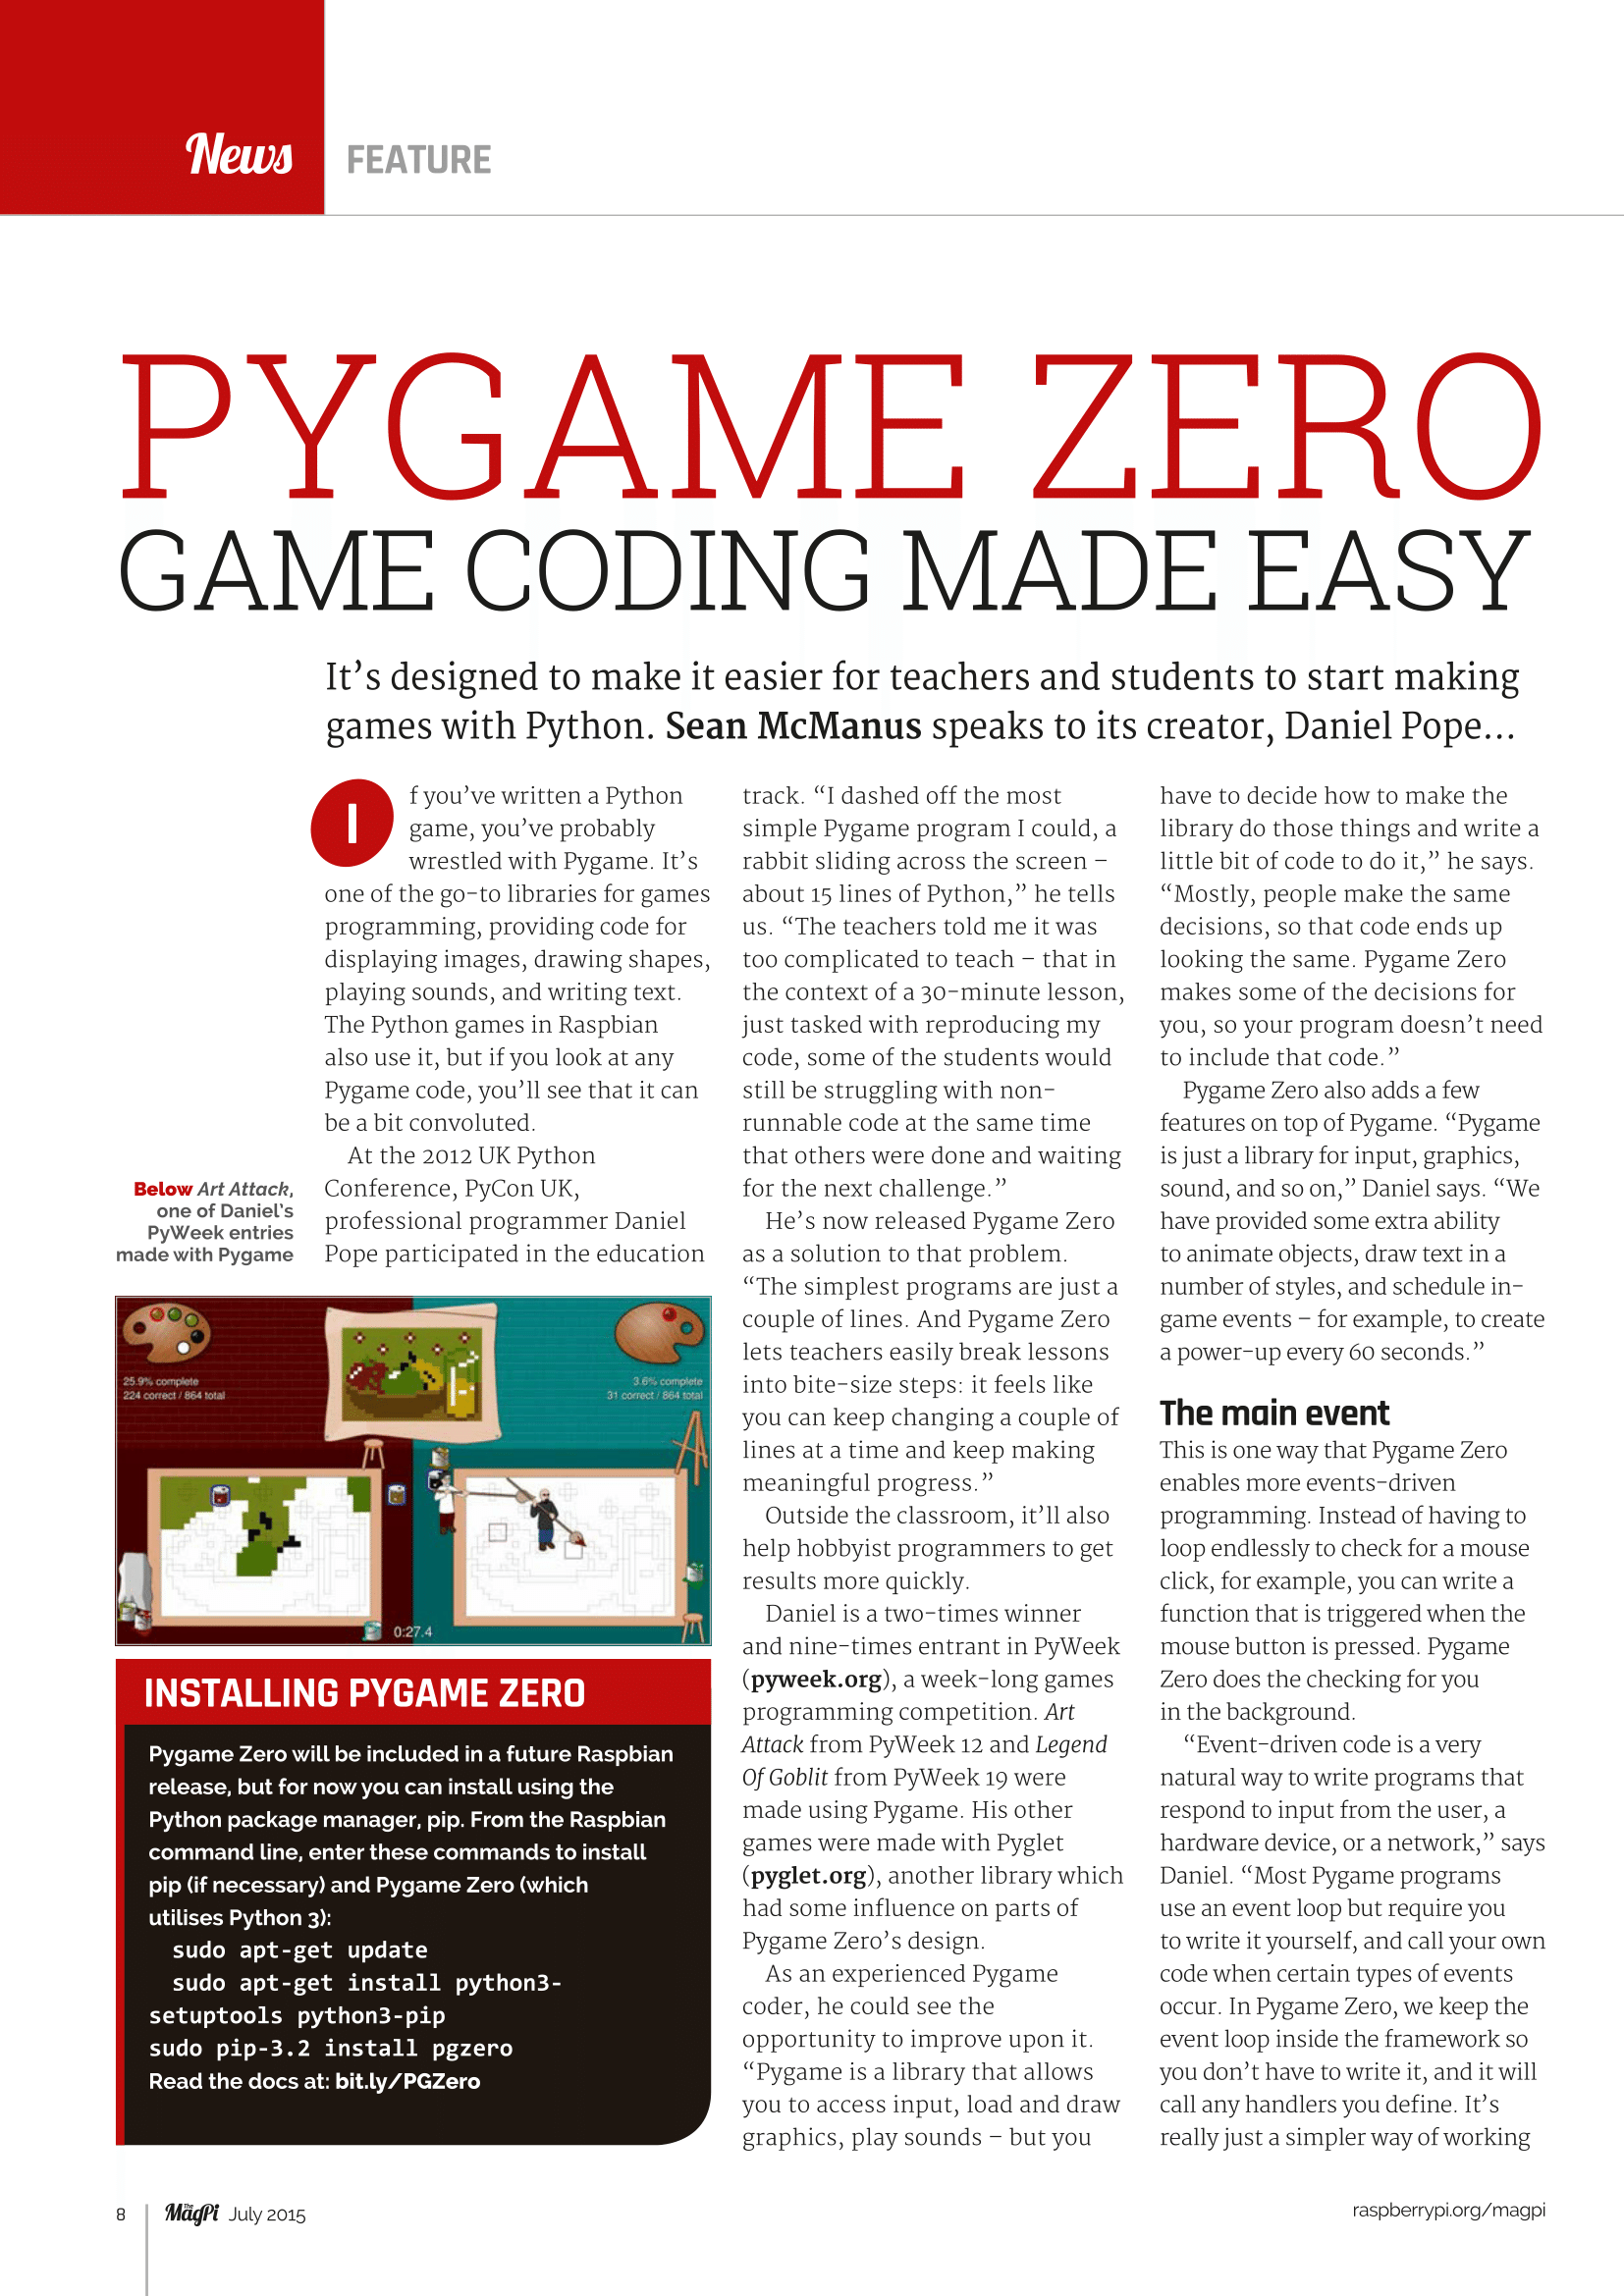 News
FEATURE
PYGAME ZERO
GAME CODING MADE EASY
It’s designed to make it easier for teachers and students to start making
games with Python. Sean McManus speaks to its creator, Daniel Pope...
If you’ve written a Python
game, you’ve probably
wrestled with Pygame. It’s
one of the go-to libraries for games
programming, providing code for
displaying images, drawing shapes,
playing sounds, and writing text.
The Python games in Raspbian
also use it, but if you look at any
Pygame code, you’ll see that it can
be a bit convoluted.
At the 2012 UK Python
Conference, PyCon UK,
professional programmer Daniel
Pope participated in the education
Below Art Attack,
one of Daniel’s
PyWeek entries
made with Pygame
25.9% complete
224 correct / 864 total
3.6% complete
31 correct / 864 total
0:27.4
INSTALLING PYGAME ZERO
Pygame Zero will be included in a future Raspbian
release, but for now you can install using the
Python package manager, pip. From the Raspbian
command line, enter these commands to install
pip (if necessary) and Pygame Zero (which
utilises Python 3):
sudo apt-get update
sudo apt-get install python3-
setuptools python3-pip
sudo pip-3.2 install pgzero
Read the docs at: bit.ly/PGZero
track. “I dashed off the most
simple Pygame program I could, a
rabbit sliding across the screen –
about 15 lines of Python,” he tells
us. “The teachers told me it was
too complicated to teach – that in
the context of a 30-minute lesson,
just tasked with reproducing my
code, some of the students would
still be struggling with non-
runnable code at the same time
that others were done and waiting
for the next challenge.”
He’s now released Pygame Zero
as a solution to that problem.
“The simplest programs are just a
couple of lines. And Pygame Zero
lets teachers easily break lessons
into bite-size steps: it feels like
you can keep changing a couple of
lines at a time and keep making
meaningful progress.”
Outside the classroom, it’ll also
help hobbyist programmers to get
results more quickly.
Daniel is a two-times winner
and nine-times entrant in PyWeek
(pyweek.org), a week-long games
programming competition. Art
Attack from PyWeek 12 and Legend
Of Goblit from PyWeek 19 were
made using Pygame. His other
games were made with Pyglet
(pyglet.org), another library which
had some influence on parts of
Pygame Zero’s design.
As an experienced Pygame
coder, he could see the
opportunity to improve upon it.
“Pygame is a library that allows
you to access input, load and draw
graphics, play sounds – but you
have to decide how to make the
library do those things and write a
little bit of code to do it,” he says.
“Mostly, people make the same
decisions, so that code ends up
looking the same. Pygame Zero
makes some of the decisions for
you, so your program doesn’t need
to include that code.”
Pygame Zero also adds a few
features on top of Pygame. “Pygame
is just a library for input, graphics,
sound, and so on,” Daniel says. “We
have provided some extra ability
to animate objects, draw text in a
number of styles, and schedule in-
game events – for example, to create
a power-up every 60 seconds.”
The main event
This is one way that Pygame Zero
enables more events-driven
programming. Instead of having to
loop endlessly to check for a mouse
click, for example, you can write a
function that is triggered when the
mouse button is pressed. Pygame
Zero does the checking for you
in the background.
“Event-driven code is a very
natural way to write programs that
respond to input from the user, a
hardware device, or a network,” says
Daniel. “Most Pygame programs
use an event loop but require you
to write it yourself, and call your own
code when certain types of events
occur. In Pygame Zero, we keep the
event loop inside the framework so
you don’t have to write it, and it will
call any handlers you define. It’s
really just a simpler way of working
8
The MagPi July 2015
raspberrypi.org/magpi